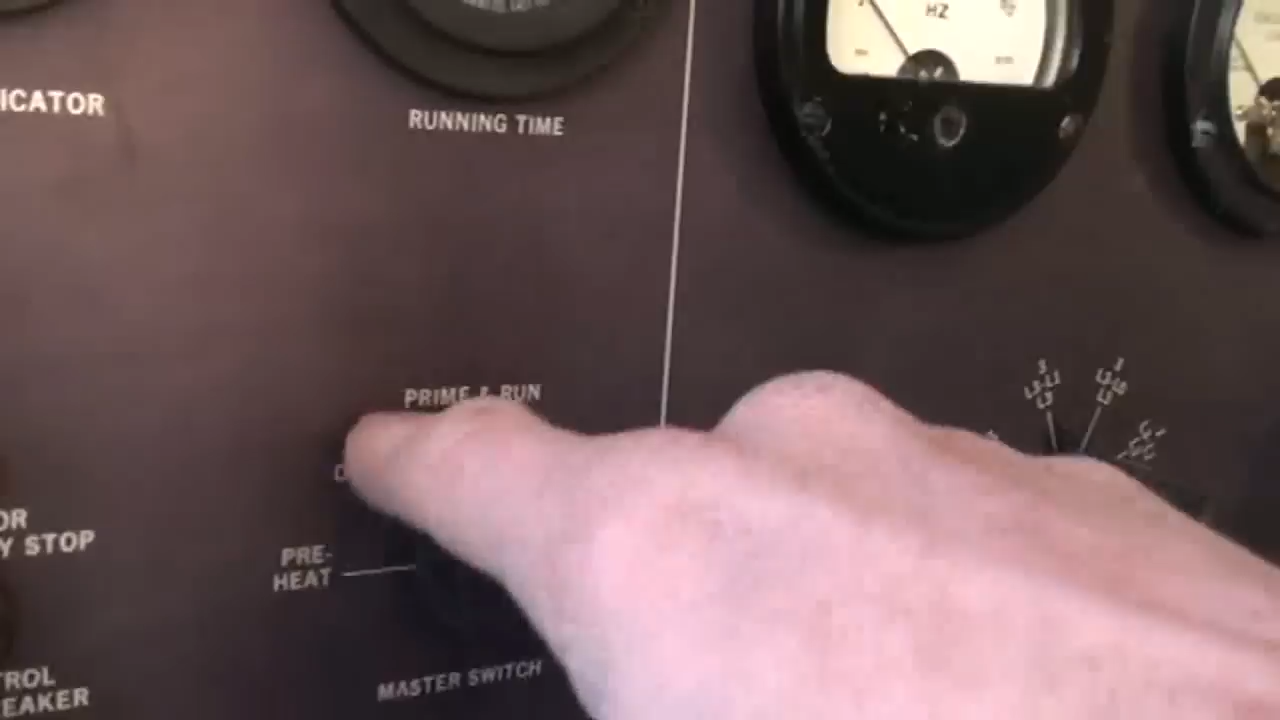 HZ
ICATOR
RUNNING TIME
PRIME & RUN
OR
Y STOP
PRE-
HEAT
MASTER SWITCH
TROL
EAKER